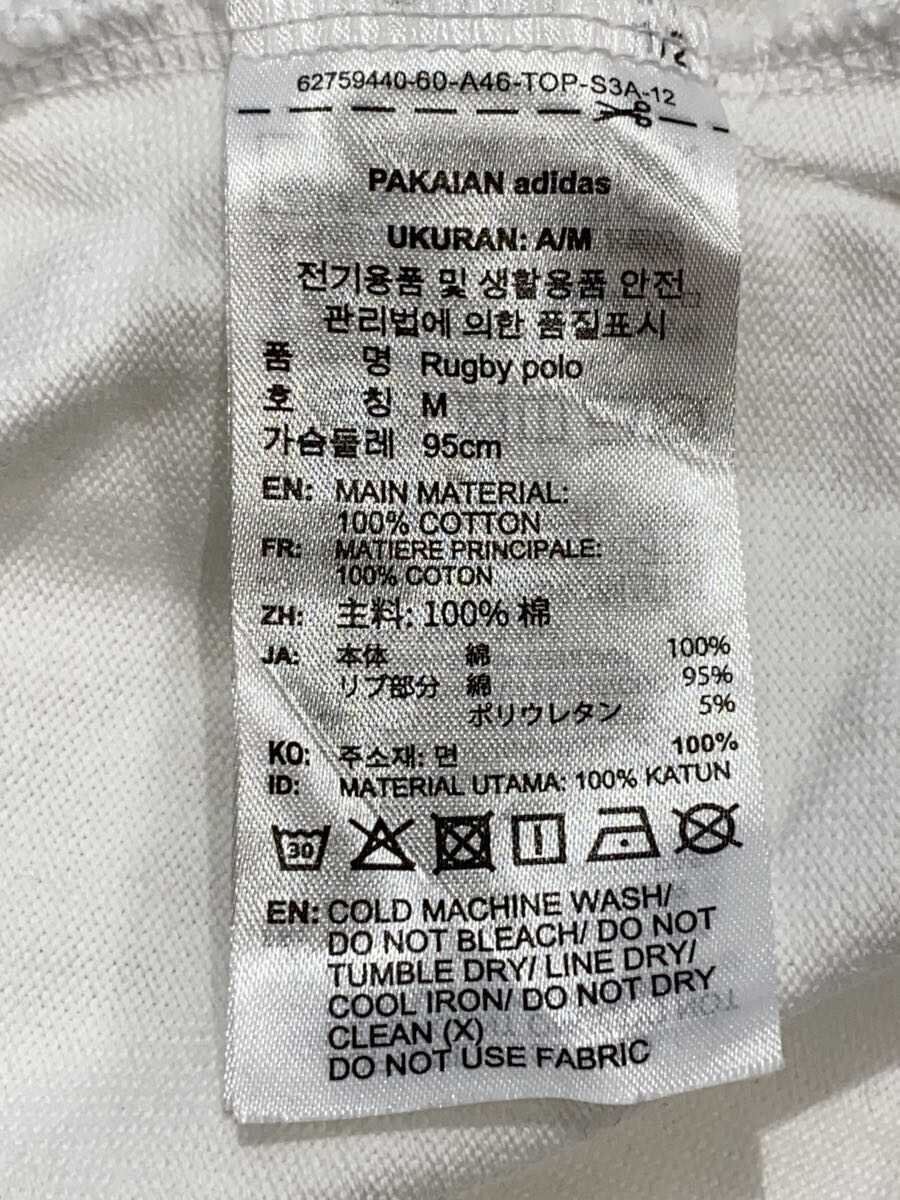 62759440-60-A46-TOP-S3A-12
PAKAIAN adidas
UKURAN: A/M
전기용품 및 생활용품 안전
관리법에 의한 품질표시
품 명 Rugby polo
호 칭 M
가슴둘레 95cm
EN: MAIN MATERIAL:
100% COTTON
FR: MATIERE PRINCIPALE:
100% COTON
ZH: 主料: 100% 棉
JA: 本体 綿 100%
リブ部分 綿 95%
ポリウレタン 5%
KO: 주소재: 면 100%
ID: MATERIAL UTAMA: 100% KATUN
30
EN: COLD MACHINE WASH/
DO NOT BLEACH/ DO NOT
TUMBLE DRY/ LINE DRY/
COOL IRON/ DO NOT DRY
CLEAN (X)
DO NOT USE FABRIC